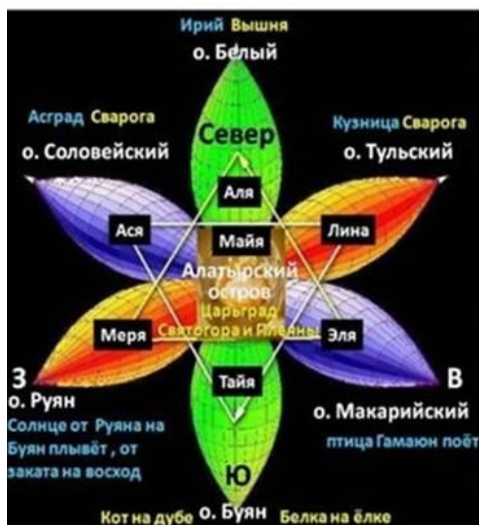 Ирий Вышня
о. Белый
Асград Сварога
Кузница Сварога
о. Соловейский
Север
о. Тульский
Аля
Ася
Лина
Майя
Алатырский
остров
Царьград
Святогора и Плеяны
Меря
Эля
Тайя
З
В
о. Руян
о. Макарийский
Солнце от Руяна на
Буян плывёт , от
заката на восход
птица Гамаюн поёт
Ю
о. Буян
Кот на дубе
Белка на ёлке